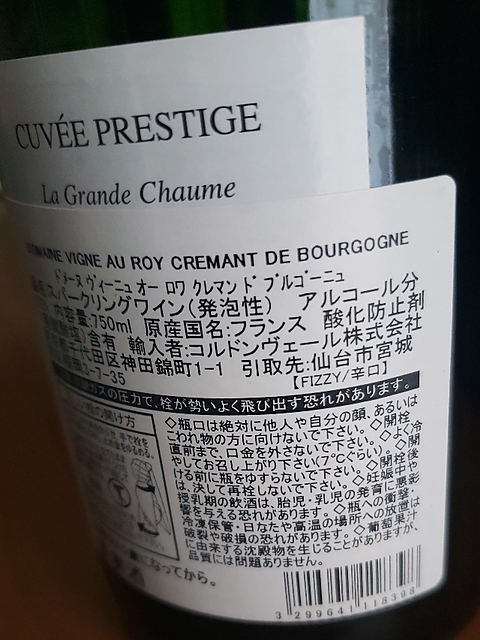 CUVÉE PRESTIGE
La Grande Chaume
DOMAINE VIGNE AU ROY CREMANT DE BOURGOGNE
ドメーヌ ヴィーニュ オー ロワ クレマン ド ブルゴーニュ
スパークリングワイン(発泡性) アルコール分
内容量:750ml 原産国名:フランス 酸化防止剤
含有 輸入者:コルドンヴェール株式会社
千代田区神田錦町1-1 引取先:仙台市宮城
3-7-35 【FIZZY/辛口】
ガスの圧力で、栓が勢いよく飛び出す恐れがあります。
の開け方
◇瓶口は絶対に他人や自分の顔、あるいは
こわれ物の方に向けないで下さい。◇開栓
直前まで、口金を外さないで下さい。◇よく冷
やしてお召し上がり下さい(7℃ぐらい)。◇開
ける前に瓶をゆすらないで下さい。◇開栓後
は、決して再栓しないで下さい。◇妊娠中や
授乳期の飲酒は、胎児・乳児の発育に悪影
響を与える恐れがあります。◇瓶への衝撃・
冷凍保管・日なたや高温の場所への放置は
破裂や破損の恐れがあります。◇葡萄果汁
に由来する沈殿物を生じることがありますが、
品質には問題ありません。
になってから。
3 299641 118398